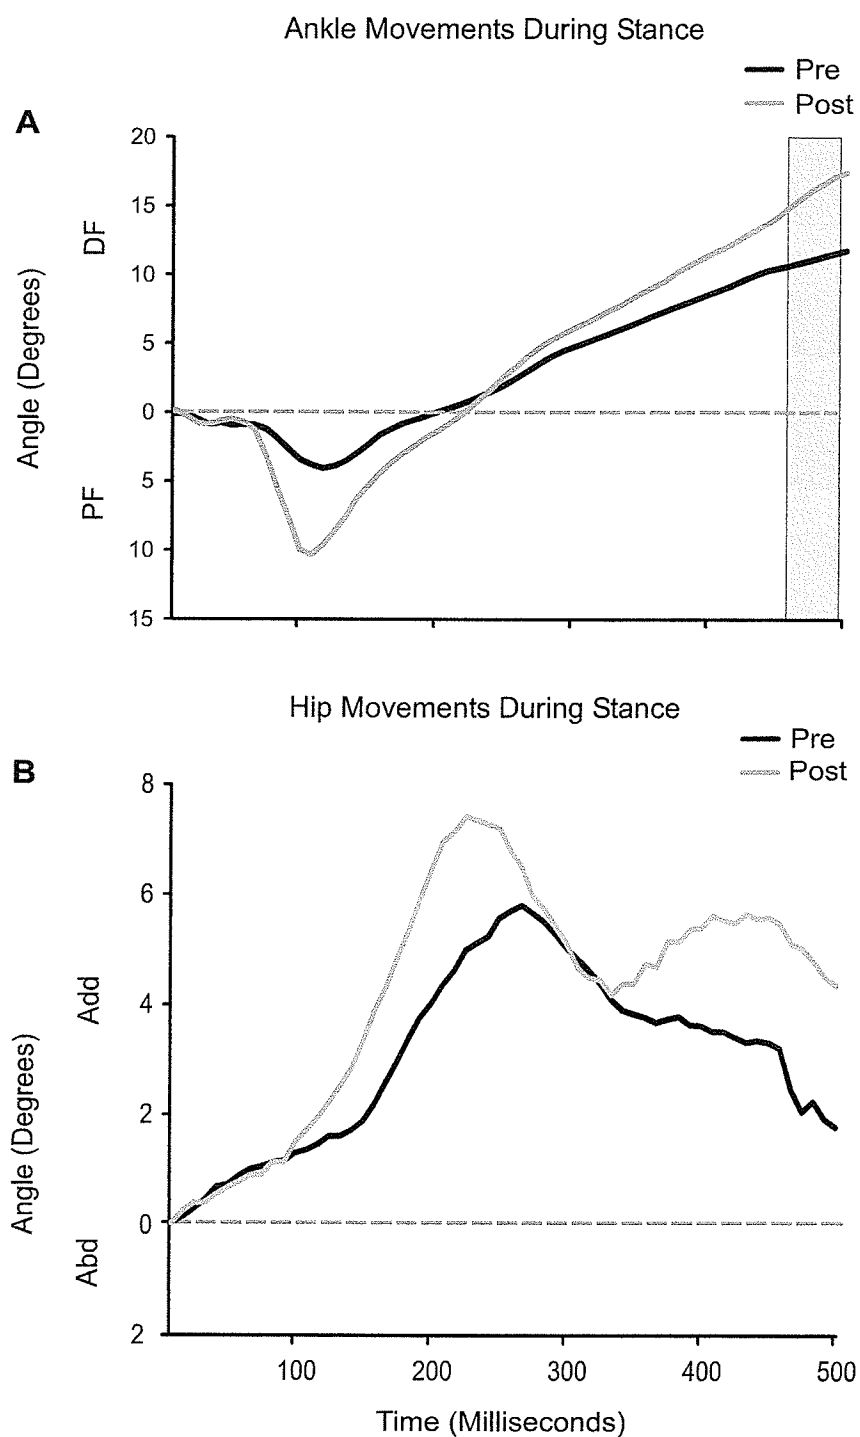 Ankle Movements During Stance
Pre
Post
A
20
15
10
5
0
5
10
15
DF
PF
Angle (Degrees)
Hip Movements During Stance
Pre
Post
B
8
6
4
2
0
2
Add
Abd
Angle (Degrees)
100 200 300 400 500
Time (Milliseconds)